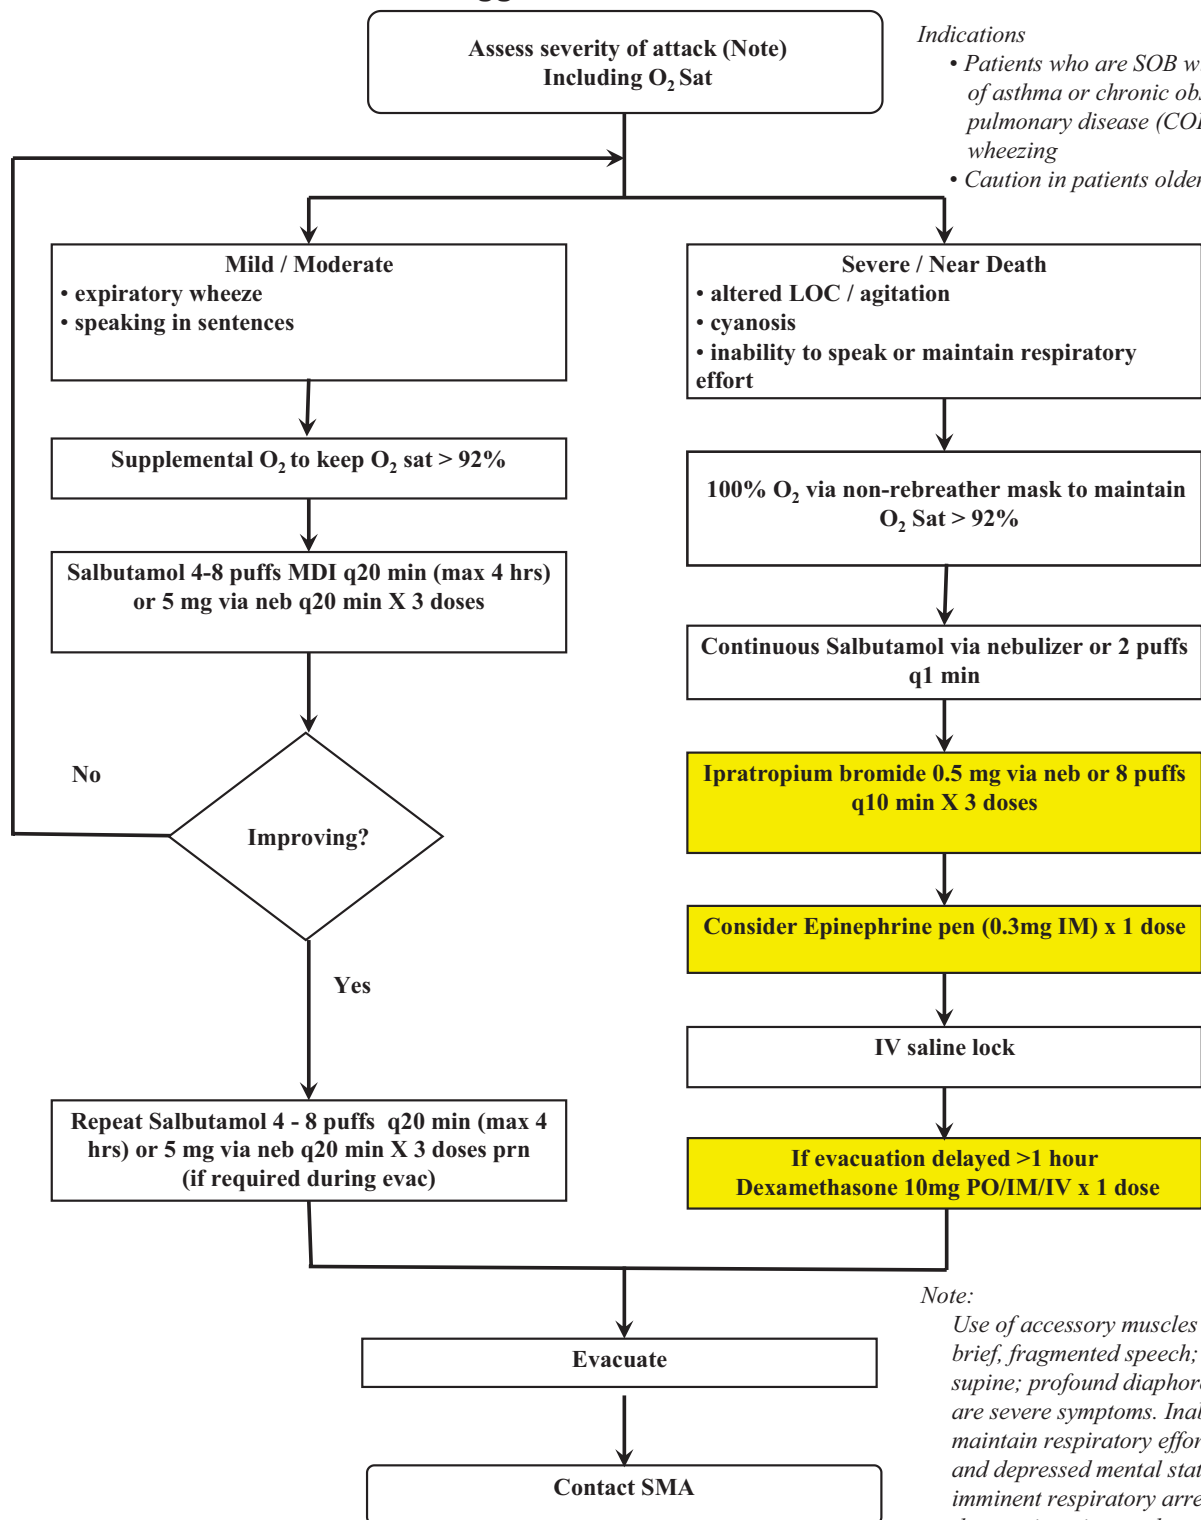 Assess severity of attack (Note)
Including O₂ Sat
Indications
• Patients who are SOB
of asthma or chronic
pulmonary disease
wheezing
• Caution in patients older
Mild / Moderate
• expiratory wheeze
• speaking in sentences
Severe / Near Death
• altered LOC / agitation
• cyanosis
• inability to speak or maintain respiratory
effort
Supplemental O₂ to keep O₂ sat > 92%
100% O₂ via non-rebreather mask to maintain
O₂ Sat > 92%
Salbutamol 4-8 puffs MDI q20 min (max 4 hrs)
or 5 mg via neb q20 min X 3 doses
Continuous Salbutamol via nebulizer or 2 puffs
q1 min
No
Improving?
Yes
Ipratropium bromide 0.5 mg via neb or 8 puffs
q10 min X 3 doses
Consider Epinephrine pen (0.3mg IM) x 1 dose
IV saline lock
Repeat Salbutamol 4 - 8 puffs q20 min (max 4
hrs) or 5 mg via neb q20 min X 3 doses prn
(if required during evac)
If evacuation delayed >1 hour
Dexamethasone 10mg PO/IM/IV x 1 dose
Evacuate
Contact SMA
Note:
Use of accessory muscles
brief, fragmented speech;
supine; profound
are severe symptoms.
maintain respiratory
and depressed mental
imminent respiratory